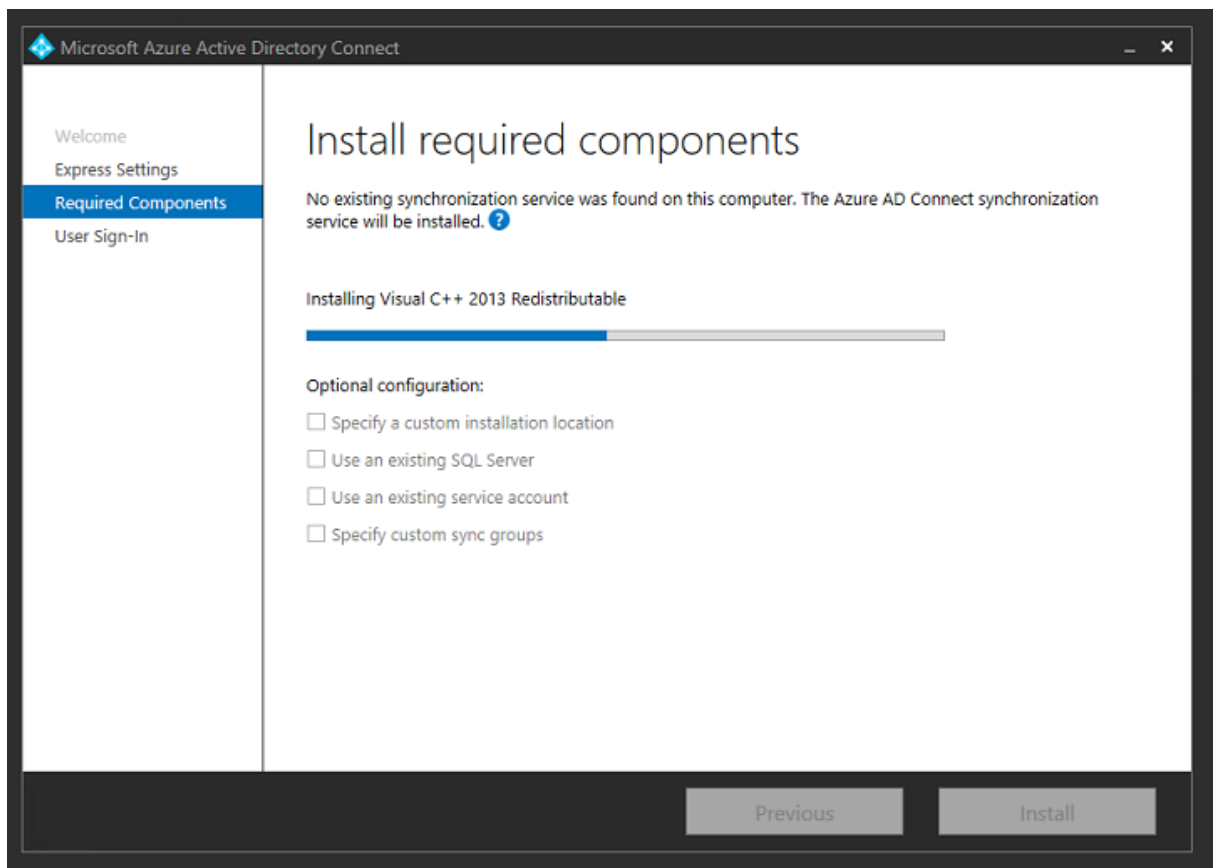 Microsoft Azure Active Directory Connect
Welcome
Express Settings
Required Components
User Sign-In
Install required components
No existing synchronization service was found on this computer. The Azure AD Connect synchronization
service will be installed. ?
Installing Visual C++ 2013 Redistributable
Optional configuration:
Specify a custom installation location
Use an existing SQL Server
Use an existing service account
Specify custom sync groups
Previous
Install